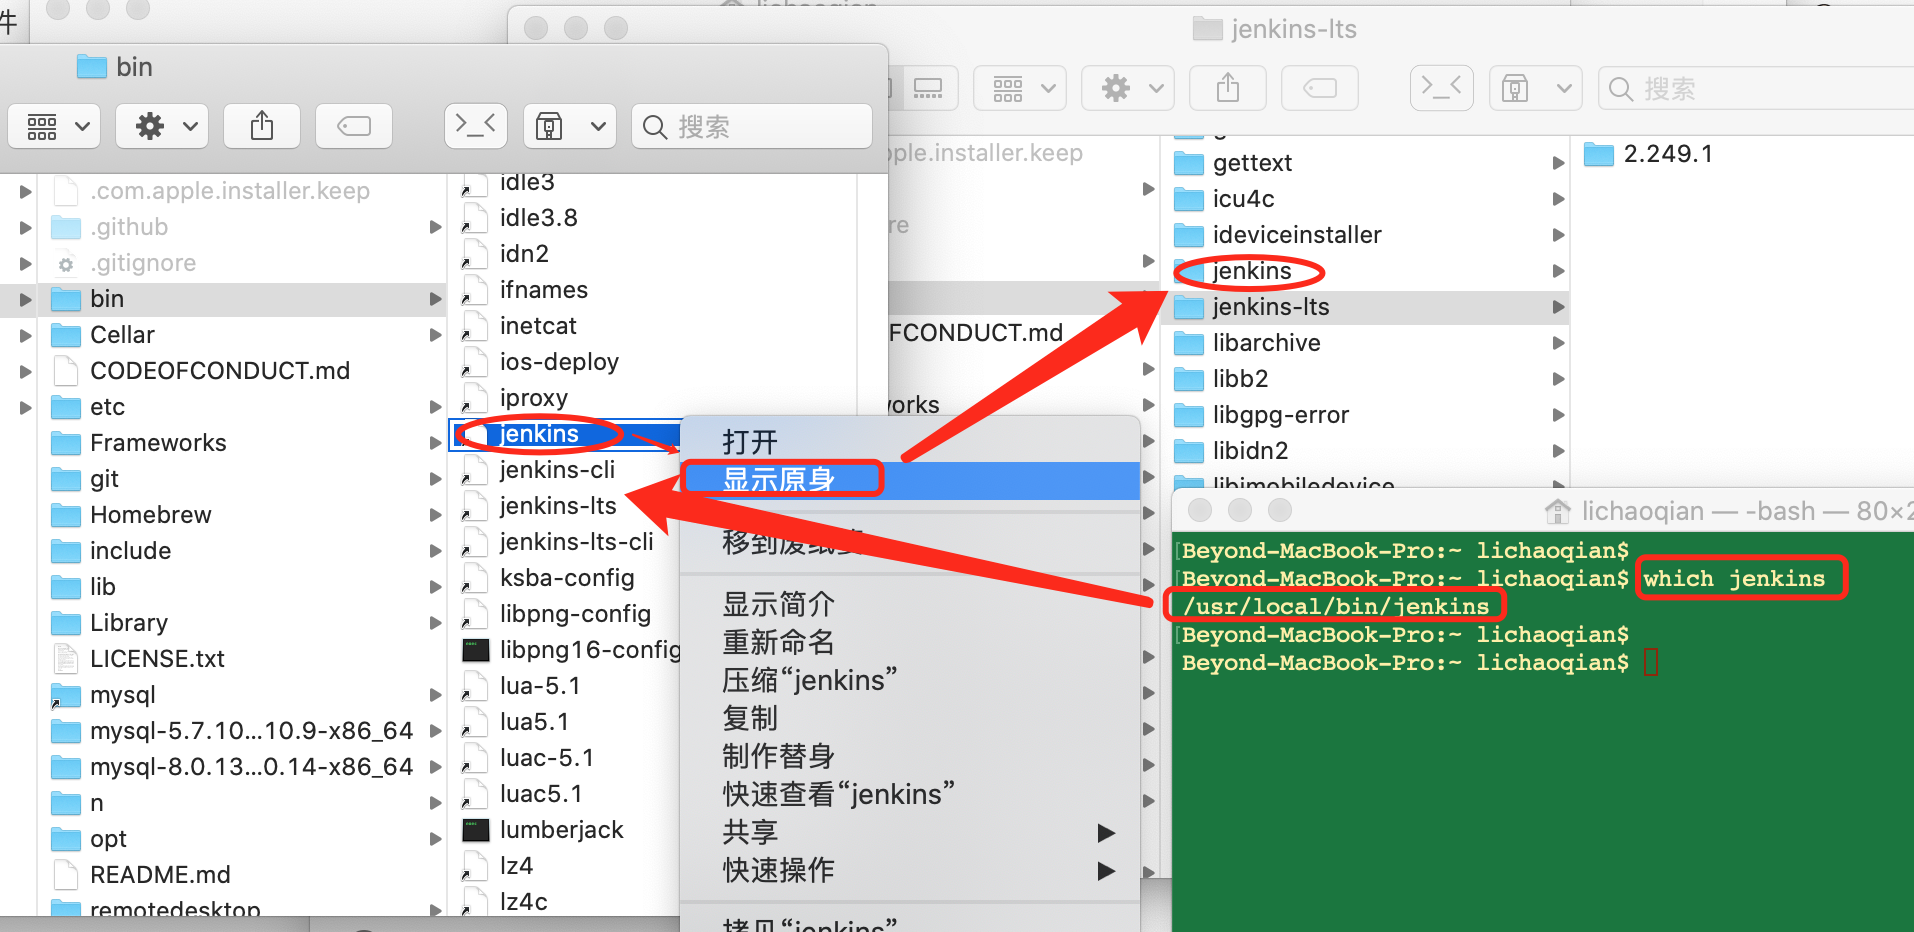 件
lichaoqian
jenkins-lts
bin
搜索
搜索
.com.apple.installer.keep
.github
.gitignore
bin
Cellar
CODEOFCONDUCT.md
etc
Frameworks
git
Homebrew
include
lib
Library
LICENSE.txt
mysql
mysql-5.7.10...10.9-x86_64
mysql-8.0.13...0.14-x86_64
n
opt
README.md
remotedesktop
idle3
idle3.8
idn2
ifnames
inetcat
ios-deploy
iproxy
jenkins
jenkins-cli
jenkins-lts
jenkins-lts-cli
ksba-config
libpng-config
libpng16-config
lua-5.1
lua5.1
luac-5.1
luac5.1
lumberjack
lz4
lz4c
打开
显示原身
移到废纸篓
显示简介
重新命名
压缩“jenkins”
复制
制作替身
快速查看“jenkins”
共享
快速操作
拷贝“jenkins”
ple.installer.keep
re
FCONDUCT.md
orks
gettext
icu4c
ideviceinstaller
jenkins
jenkins-lts
libarchive
libb2
libgpg-error
libidn2
libimobiledevice
2.249.1
lichaoqian — -bash — 80×2
Beyond-MacBook-Pro:~ lichaoqian$
Beyond-MacBook-Pro:~ lichaoqian$ which jenkins
/usr/local/bin/jenkins
Beyond-MacBook-Pro:~ lichaoqian$
Beyond-MacBook-Pro:~ lichaoqian$